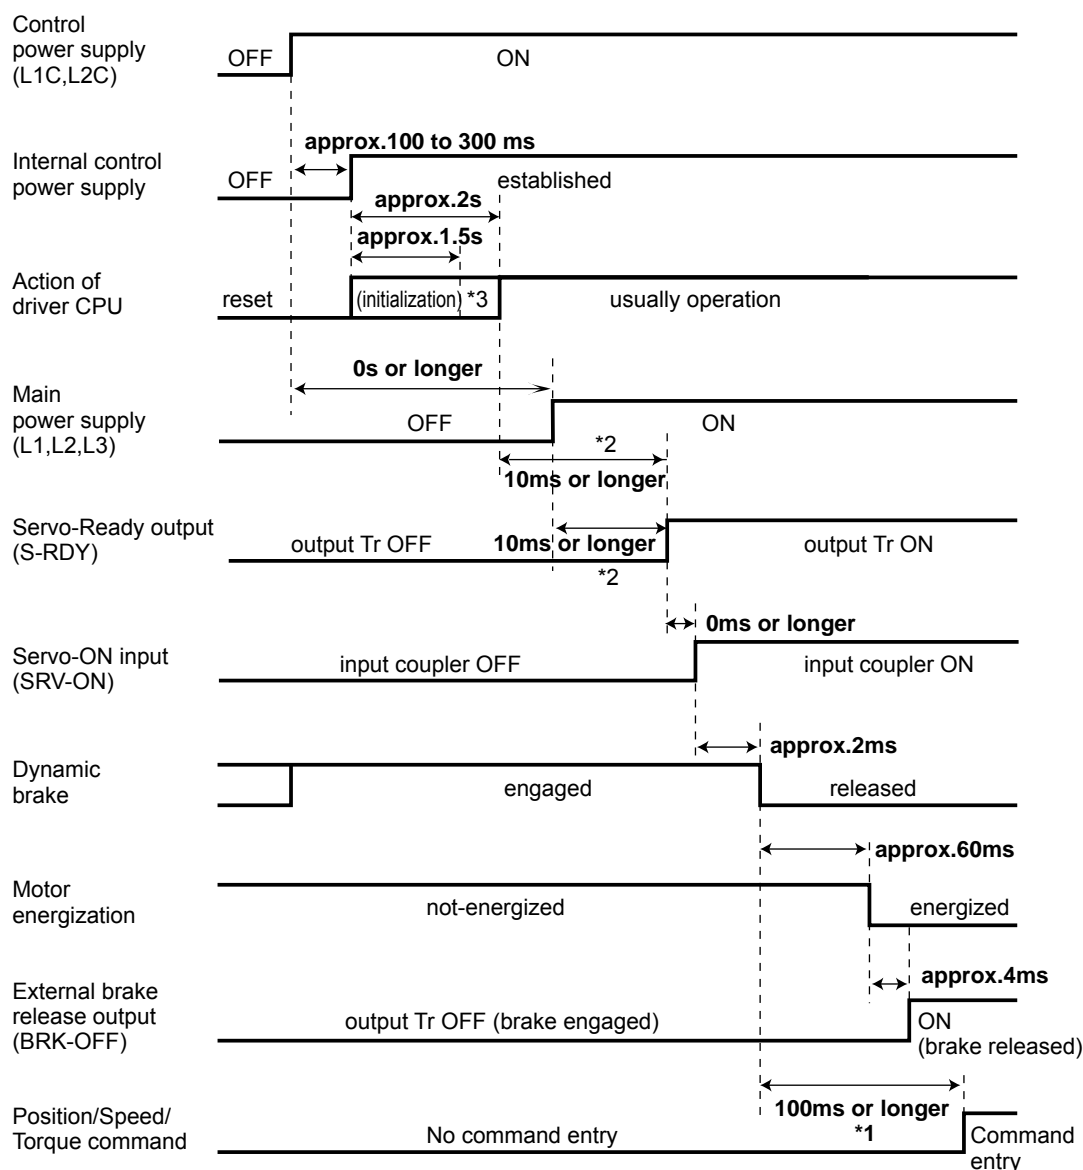 Control
power supply
(L1C,L2C)
OFF
ON
approx.100 to 300 ms
Internal control
power supply
OFF
established
approx.2s
approx.1.5s
Action of
driver CPU
reset
(initialization) *3
usually operation
0s or longer
Main
power supply
(L1,L2,L3)
OFF
ON
*2
10ms or longer
Servo-Ready output
(S-RDY)
output Tr OFF
10ms or longer
*2
output Tr ON
0ms or longer
Servo-ON input
(SRV-ON)
input coupler OFF
input coupler ON
approx.2ms
Dynamic
brake
engaged
released
approx.60ms
Motor
energization
not-energized
energized
approx.4ms
External brake
release output
(BRK-OFF)
output Tr OFF (brake engaged)
ON
(brake released)
100ms or longer
*1
Position/Speed/
Torque command
No command entry
Command
entry